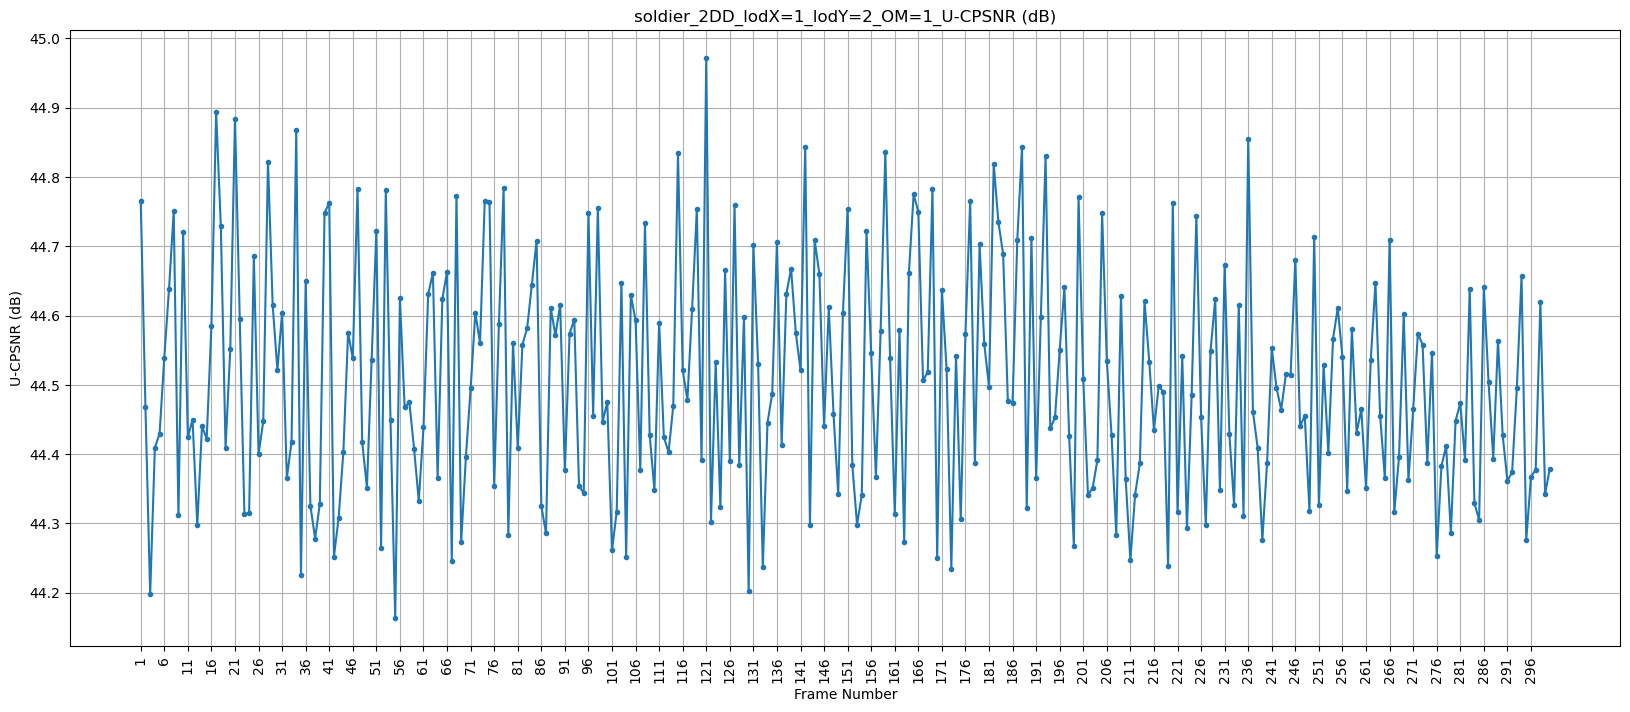 soldier_2DD_lodX=1_lodY=2_OM=1_U-CPSNR (dB)
45.0
44.9
44.8
44.7
44.6
44.5
44.4
44.3
44.2
U-CPSNR (dB)
1 6 11 16 21 26 31 36 41 46 51 56 61 66 71 76 81 86 91 96 101 106 111 116 121 126 131 136 141 146 151 156 161 166 171 176 181 186 191 196 201 206 211 216 221 226 231 236 241 246 251 256 261 266 271 276 281 286 291 296
Frame Number